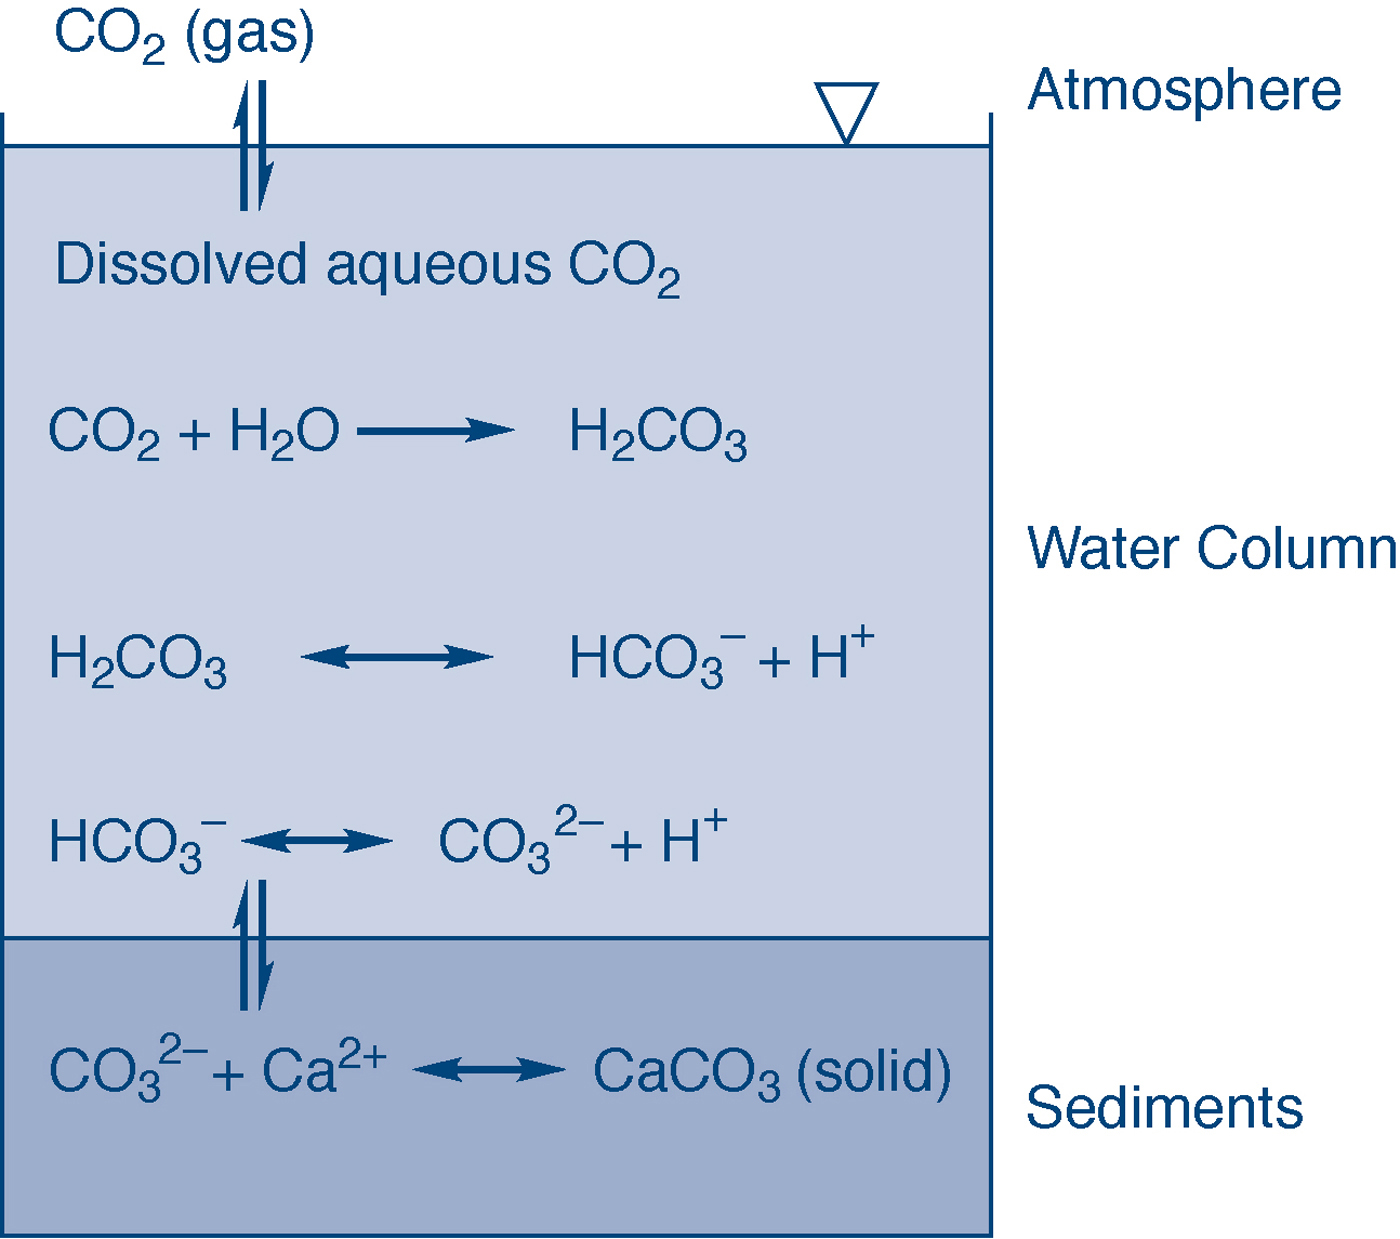 CO₂ (gas)
Atmosphere
Dissolved aqueous CO₂
CO₂ + H₂O ⟶ H₂CO₃
Water Column
H₂CO₃ ⟷ HCO₃⁻ + H⁺
HCO₃⁻ ⟷ CO₃²⁻ + H⁺
CO₃²⁻ + Ca²⁺ ⟷ CaCO₃ (solid)
Sediments